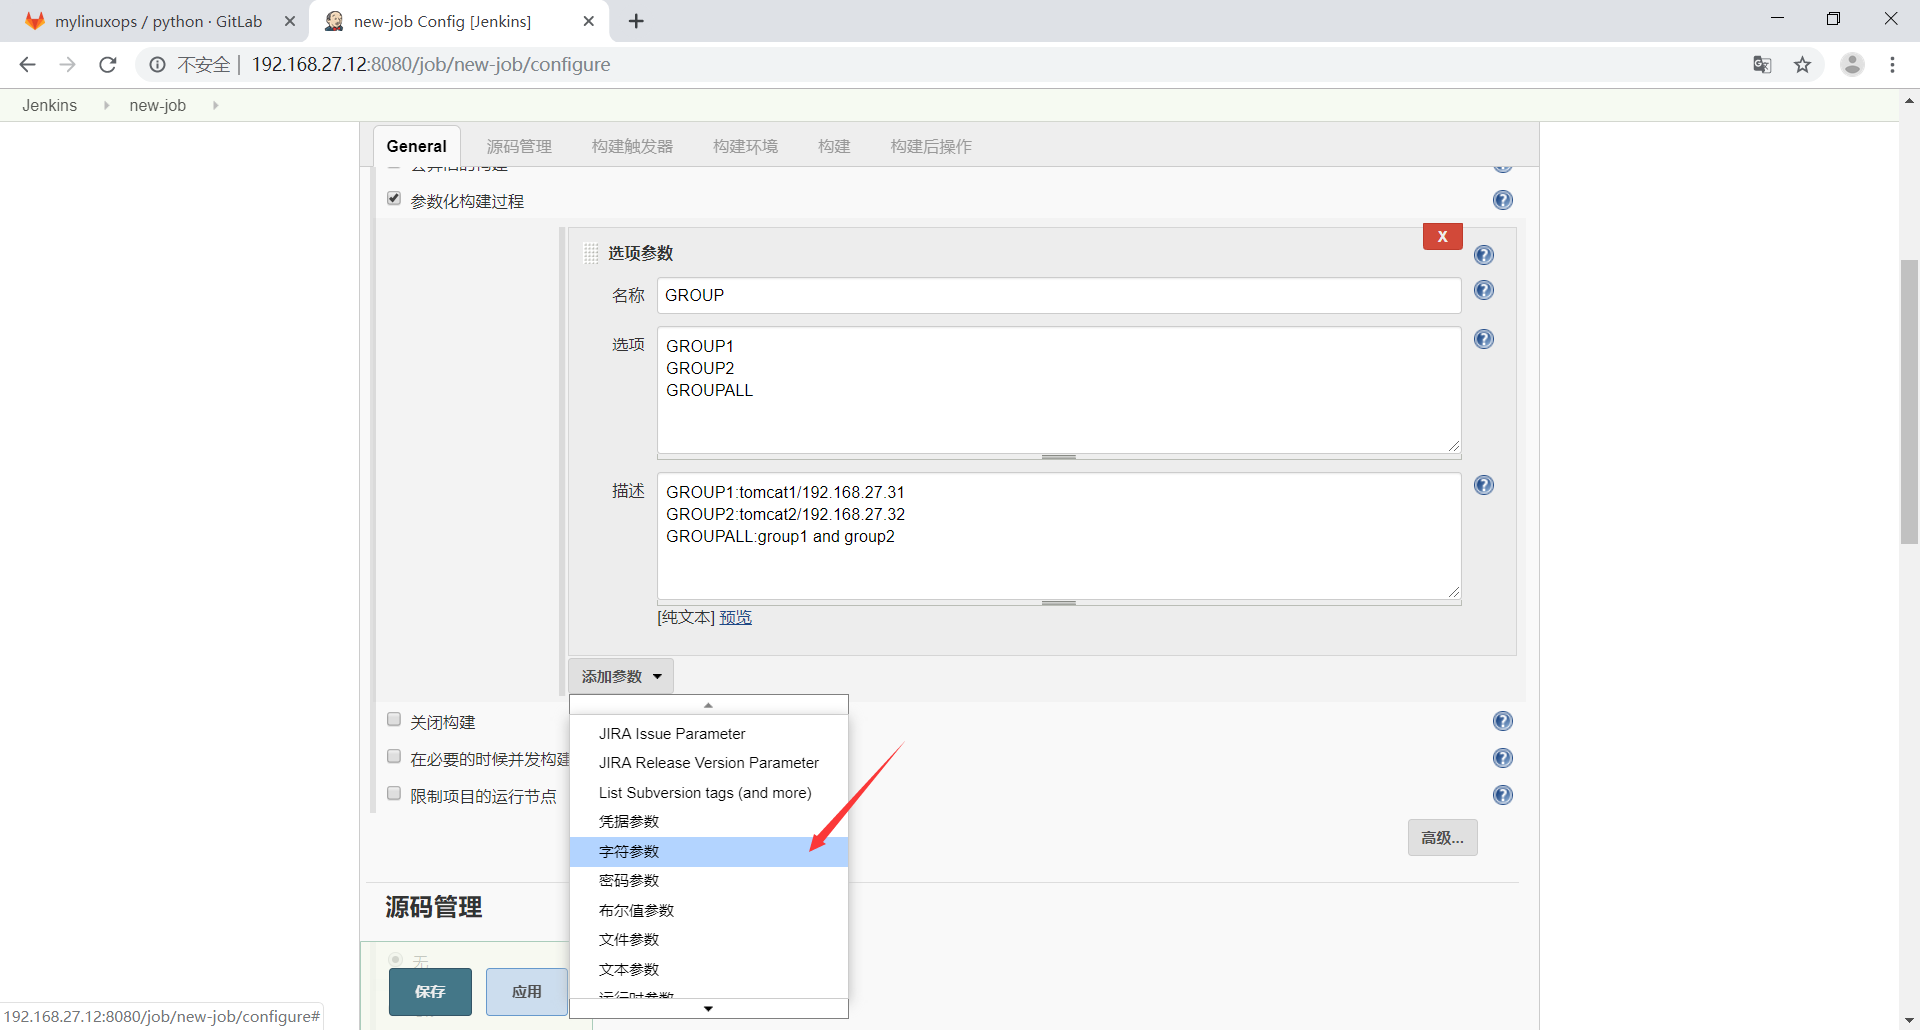 mylinuxops / python · GitLab
new-job Config [Jenkins]
不安全 | 192.168.27.12:8080/job/new-job/configure
Jenkins
new-job
General
源码管理
构建触发器
构建环境
构建
构建后操作
参数化构建过程
X
选项参数
名称
GROUP
选项
GROUP1
GROUP2
GROUPALL
描述
GROUP1:tomcat1/192.168.27.31
GROUP2:tomcat2/192.168.27.32
GROUPALL:group1 and group2
[纯文本] 预览
添加参数
关闭构建
在必要的时候并发构建
限制项目的运行节点
JIRA Issue Parameter
JIRA Release Version Parameter
List Subversion tags (and more)
凭据参数
字符参数
密码参数
布尔值参数
文件参数
文本参数
运行时参数
高级...
源码管理
无
保存
应用
192.168.27.12:8080/job/new-job/configure#